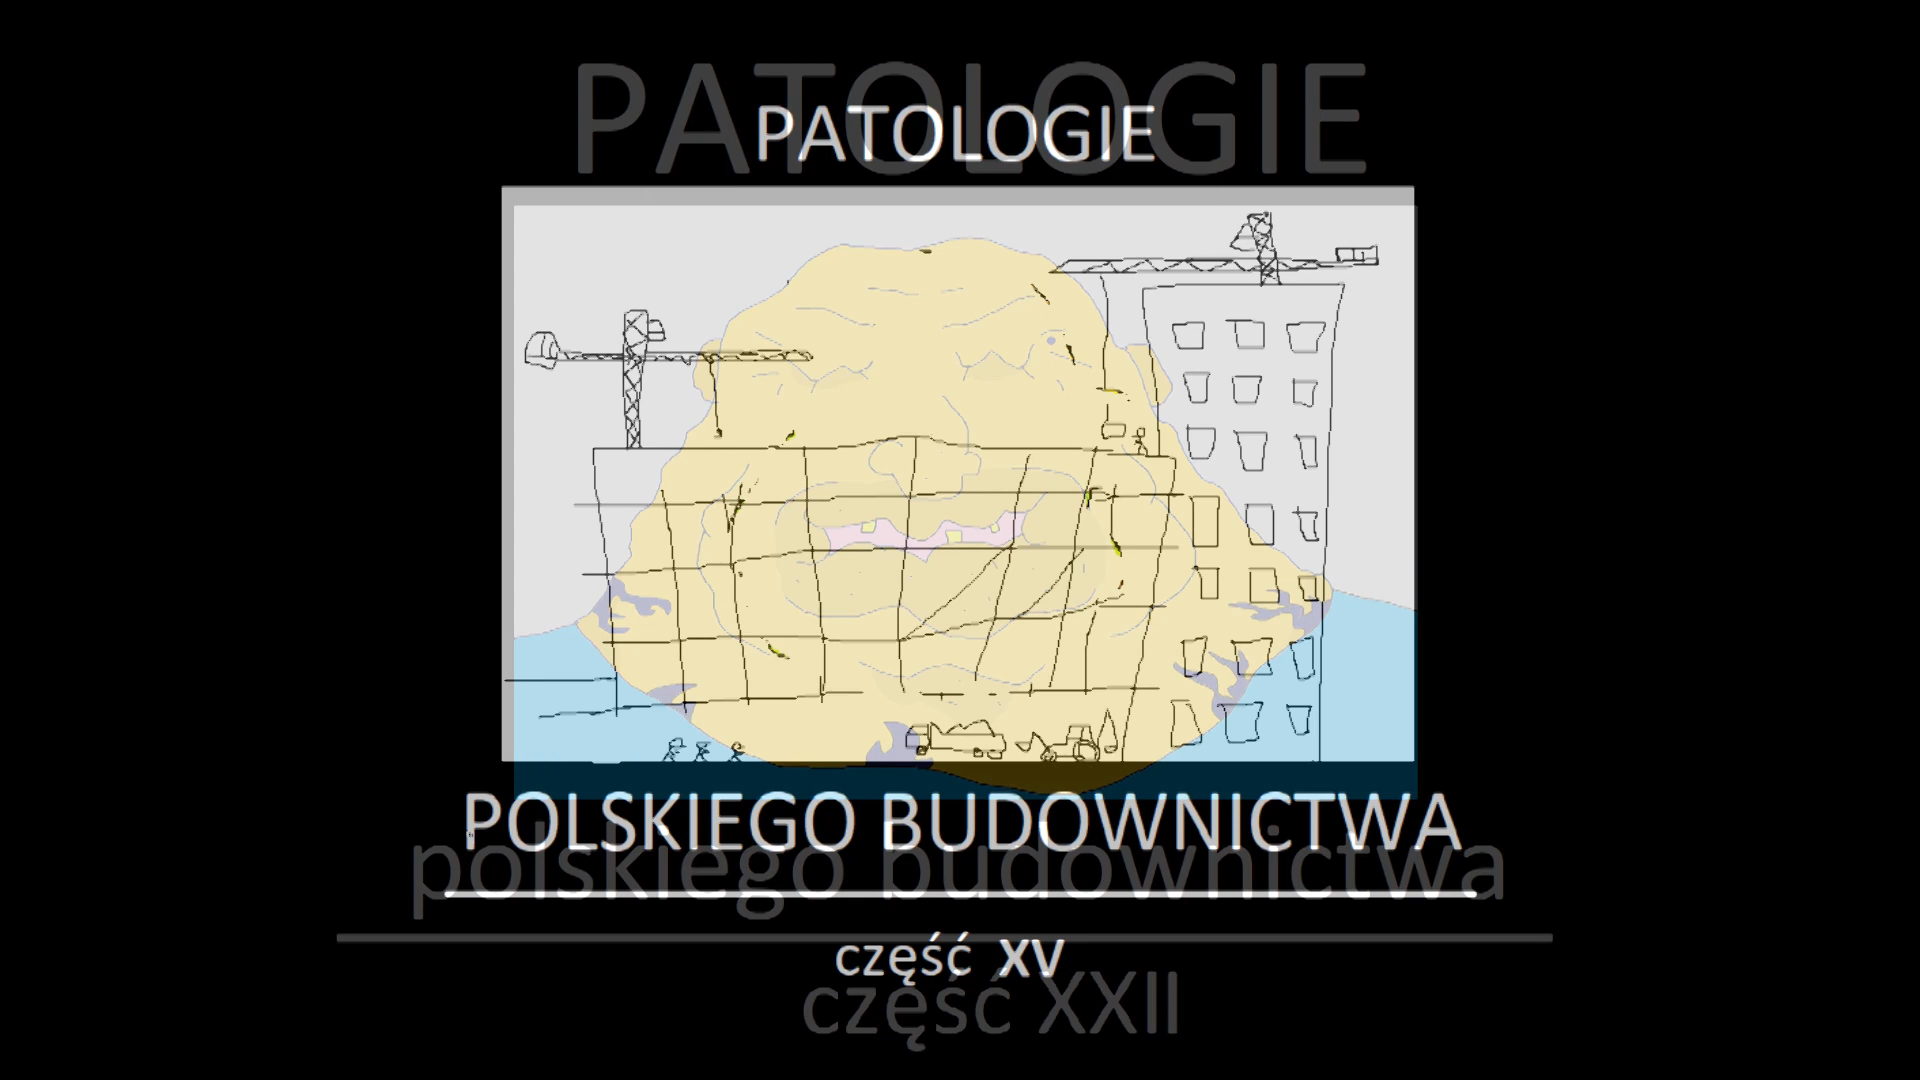 PATOLOGIE
PATOLOGIE
POLSKIEGO BUDOWNICTWA
polskiego budownictwa
część XV
część XXII